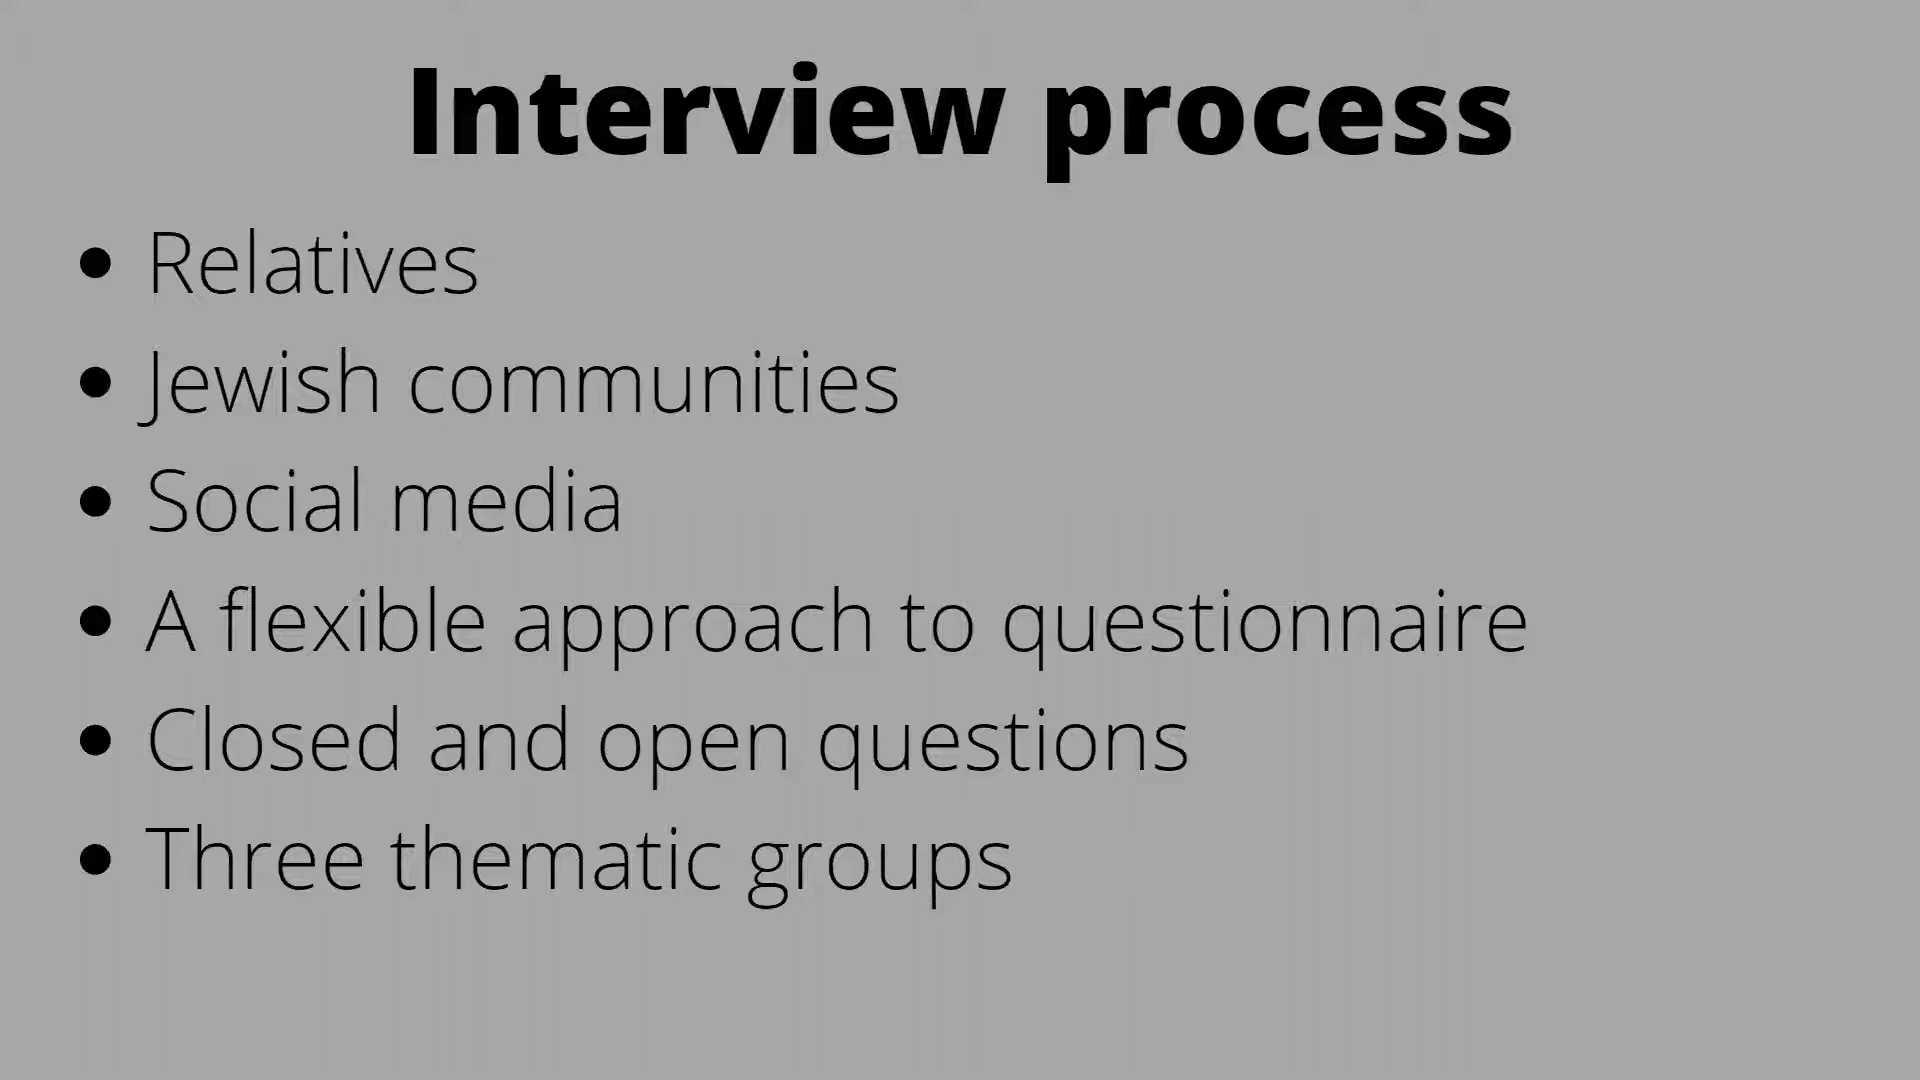 Interview process
• Relatives
• Jewish communities
• Social media
• A flexible approach to questionnaire
• Closed and open questions
• Three thematic groups